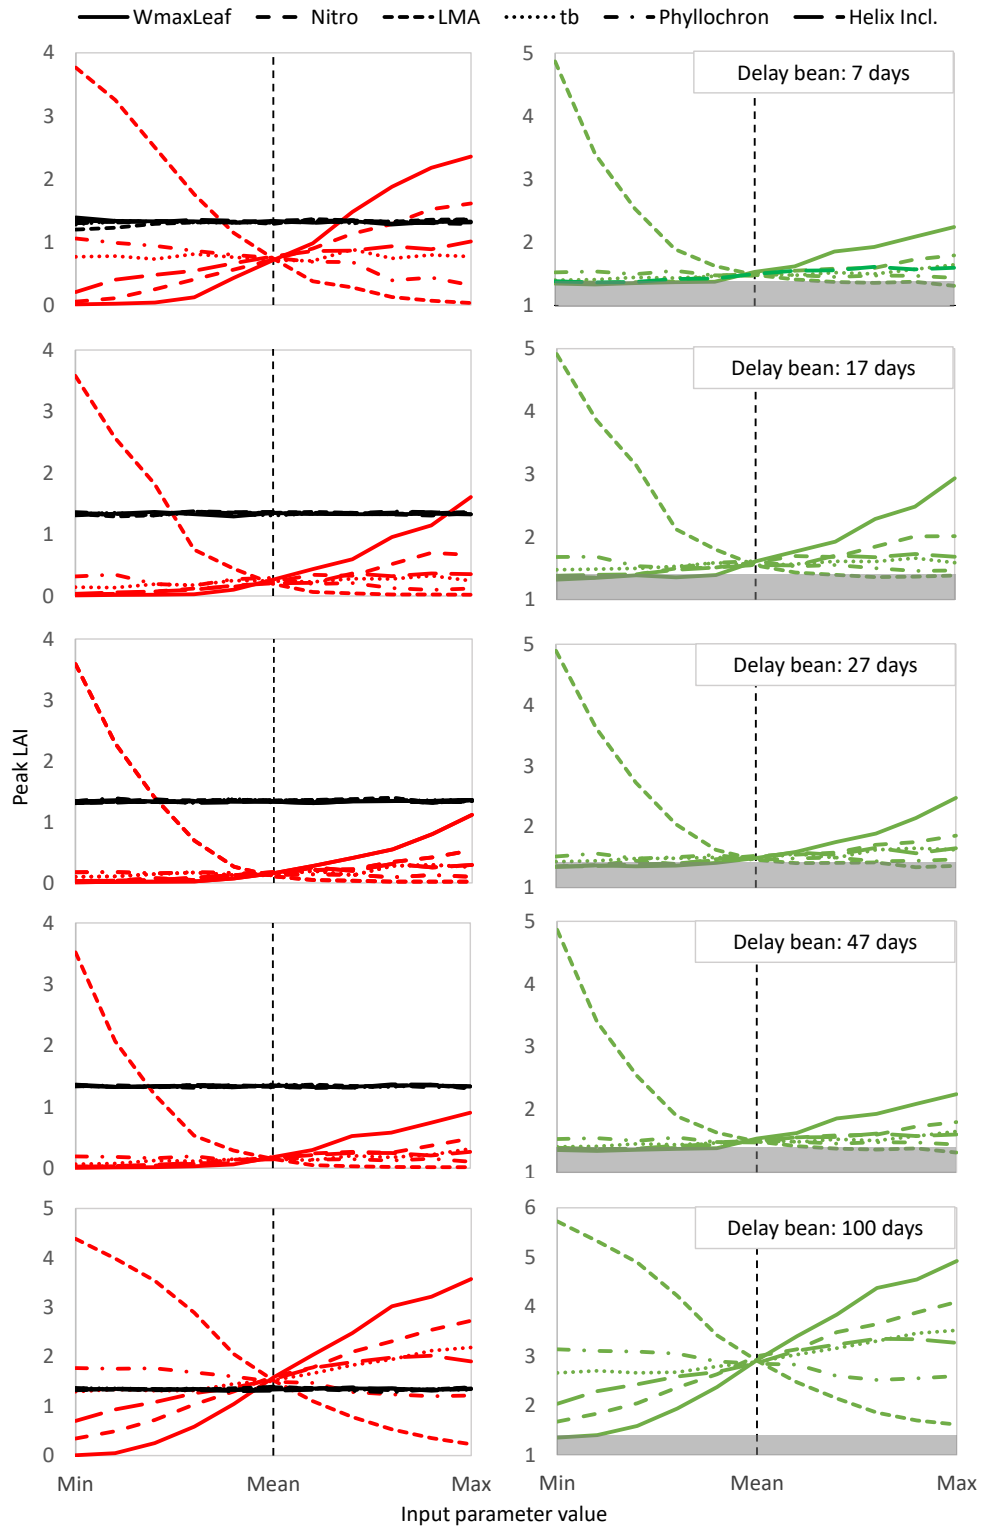 WmaxLeaf Nitro LMA tb Phyllochron Helix Incl.
4 3 2 1 0
5 4 3 2 1
Delay bean: 7 days
4 3 2 1 0
5 4 3 2 1
Delay bean: 17 days
4 3 2 1 0
5 4 3 2 1
Delay bean: 27 days
Peak LAI
4 3 2 1 0
5 4 3 2 1
Delay bean: 47 days
5 4 3 2 1 0
6 5 4 3 2 1
Delay bean: 100 days
Min Mean Max Min Mean Max
Input parameter value